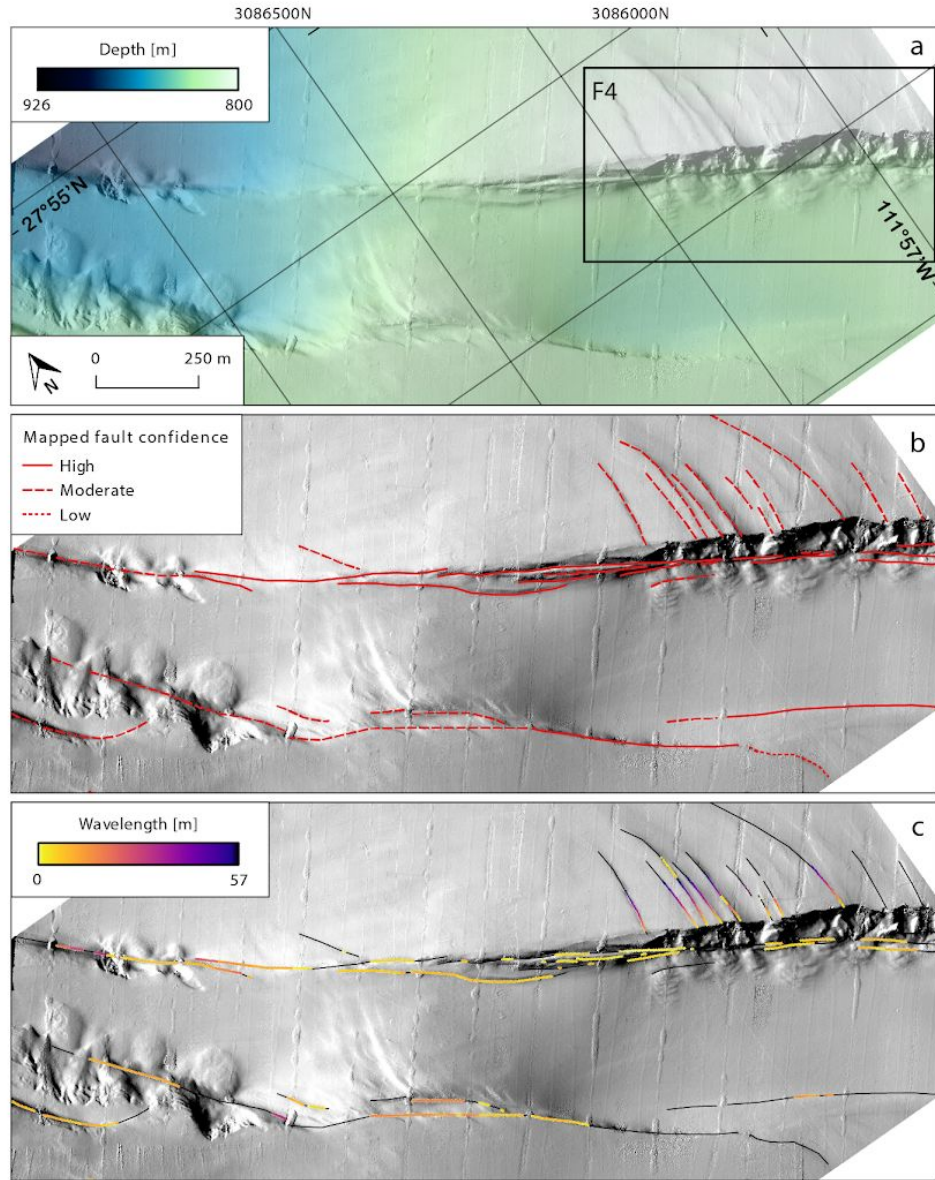 3086500N 3086000N
Depth [m]
926 800
a
F4
27°55'N
111°57'W
0 250 m
N
b
Mapped fault confidence
High
Moderate
Low
c
Wavelength [m]
0 57